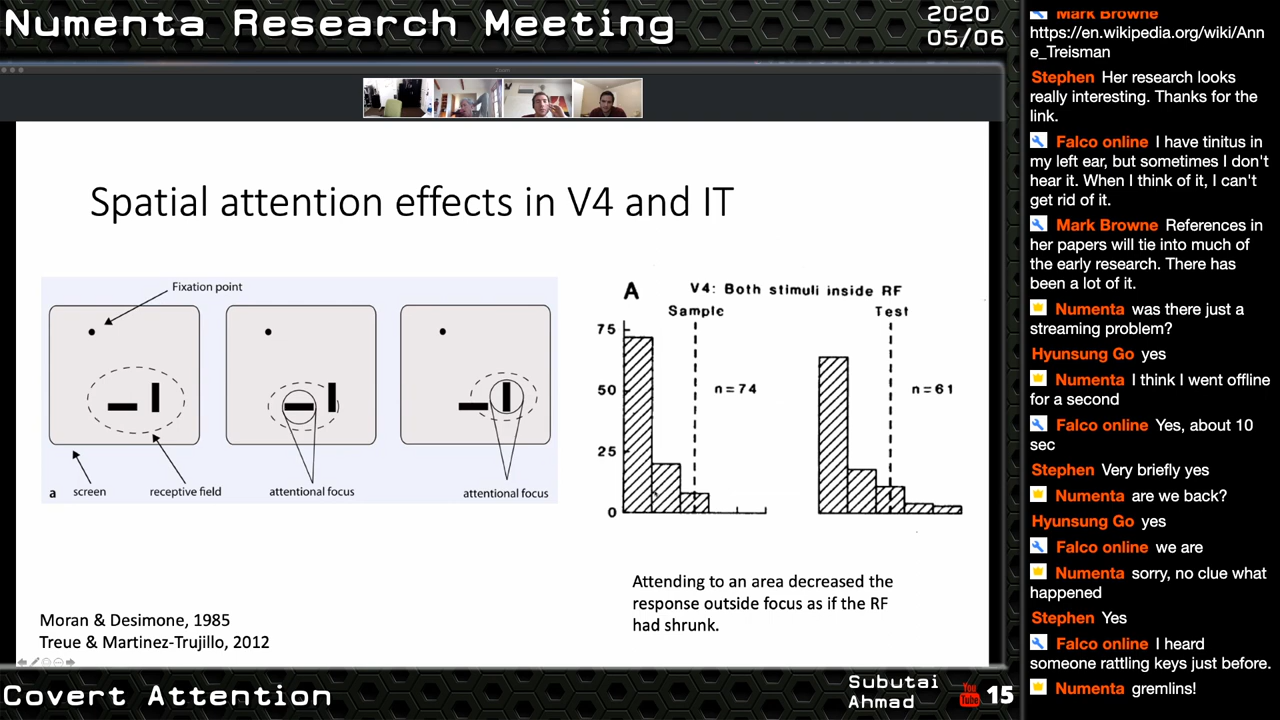 Numenta Research Meeting
2020
05/06
Zoom
Spatial attention effects in V4 and IT
Fixation point
a
screen
receptive field
attentional focus
attentional focus
A
V4: Both stimuli inside RF
Sample
Test
75
50
25
0
n=74
n=61
Attending to an area decreased the
response outside focus as if the RF
had shrunk.
Moran & Desimone, 1985
Treue & Martinez-Trujillo, 2012
Covert Attention
Subutai
Ahmad
You
Tube
15
Mark Browne
https://en.wikipedia.org/wiki/Ann
e_Treisman
Stephen Her research looks
really interesting. Thanks for the
link.
Falco online I have tinitus in
my left ear, but sometimes I don't
hear it. When I think of it, I can't
get rid of it.
Mark Browne References in
her papers will tie into much of
the early research. There has
been a lot of it.
Numenta was there just a
streaming problem?
Hyunsung Go yes
Numenta I think I went offline
for a second
Falco online Yes, about 10
sec
Stephen Very briefly yes
Numenta are we back?
Hyunsung Go yes
Falco online we are
Numenta sorry, no clue what
happened
Stephen Yes
Falco online I heard
someone rattling keys just before.
Numenta gremlins!